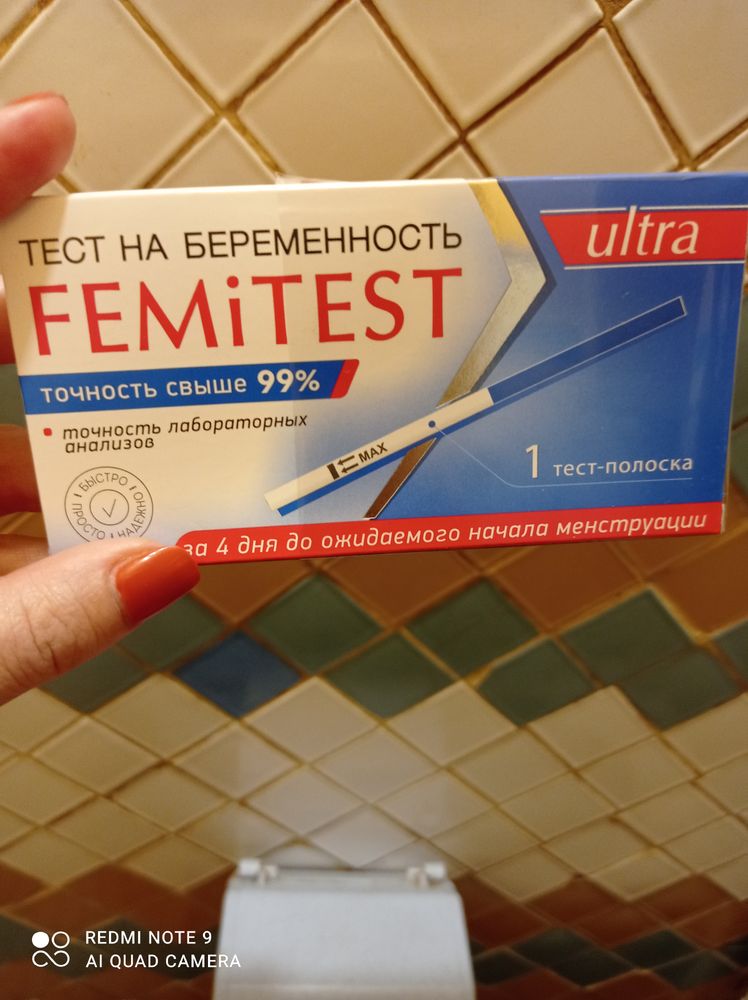 ТЕСТ НА БЕРЕМЕННОСТЬ
FEMiTEST
ultra
точность свыше 99%
точность лабораторных
анализов
MAX
1 тест-полоска
БЫСТРО
ПРОСТО
НАДЕЖНО
за 4 дня до ожидаемого начала менструации
REDMI NOTE 9
AI QUAD CAMERA